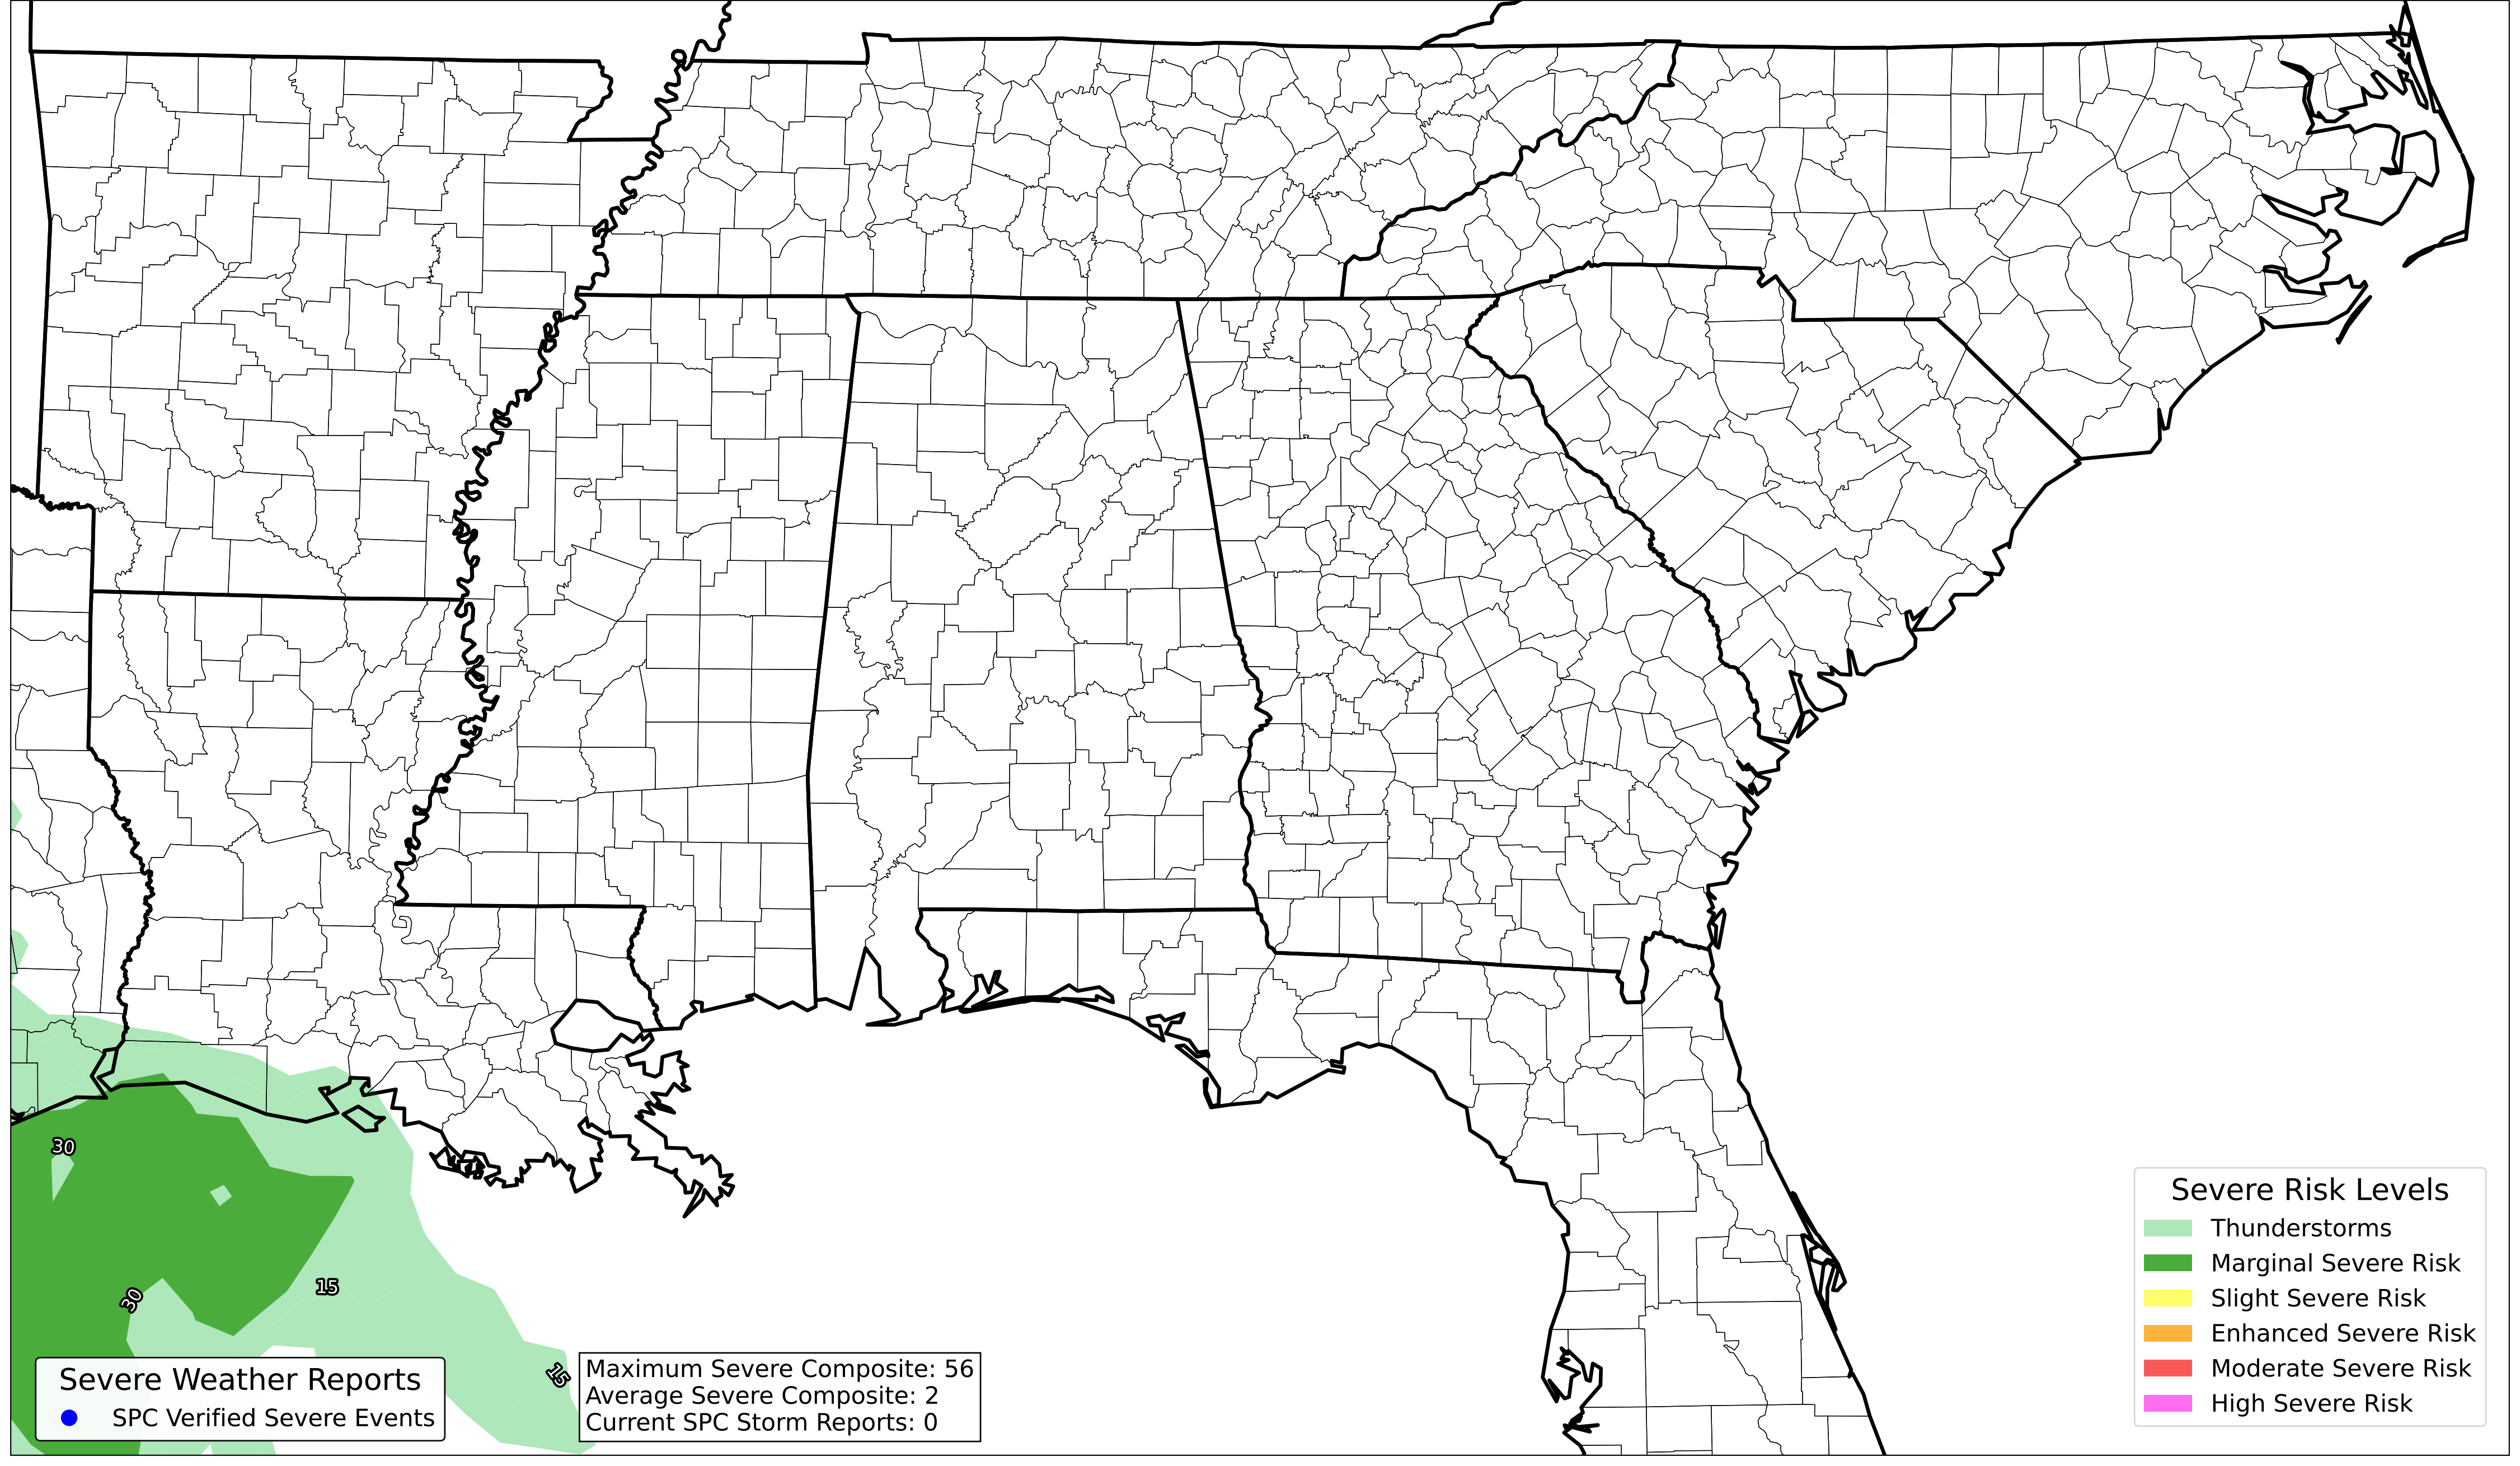 30
30
15
15
Severe Weather Reports
SPC Verified Severe Events
Maximum Severe Composite: 56
Average Severe Composite: 2
Current SPC Storm Reports: 0
Severe Risk Levels
Thunderstorms
Marginal Severe Risk
Slight Severe Risk
Enhanced Severe Risk
Moderate Severe Risk
High Severe Risk